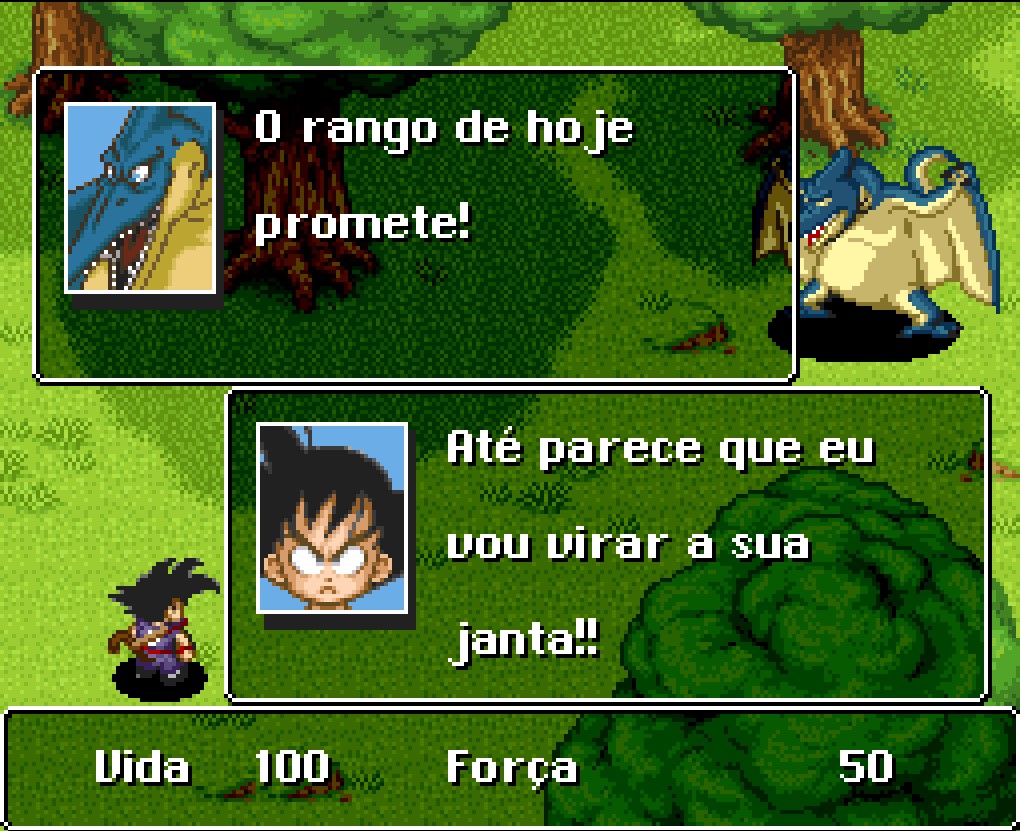 O rango de hoje
promete!
Até parece que eu
vou virar a sua
janta!!
Vida 100 Força 50